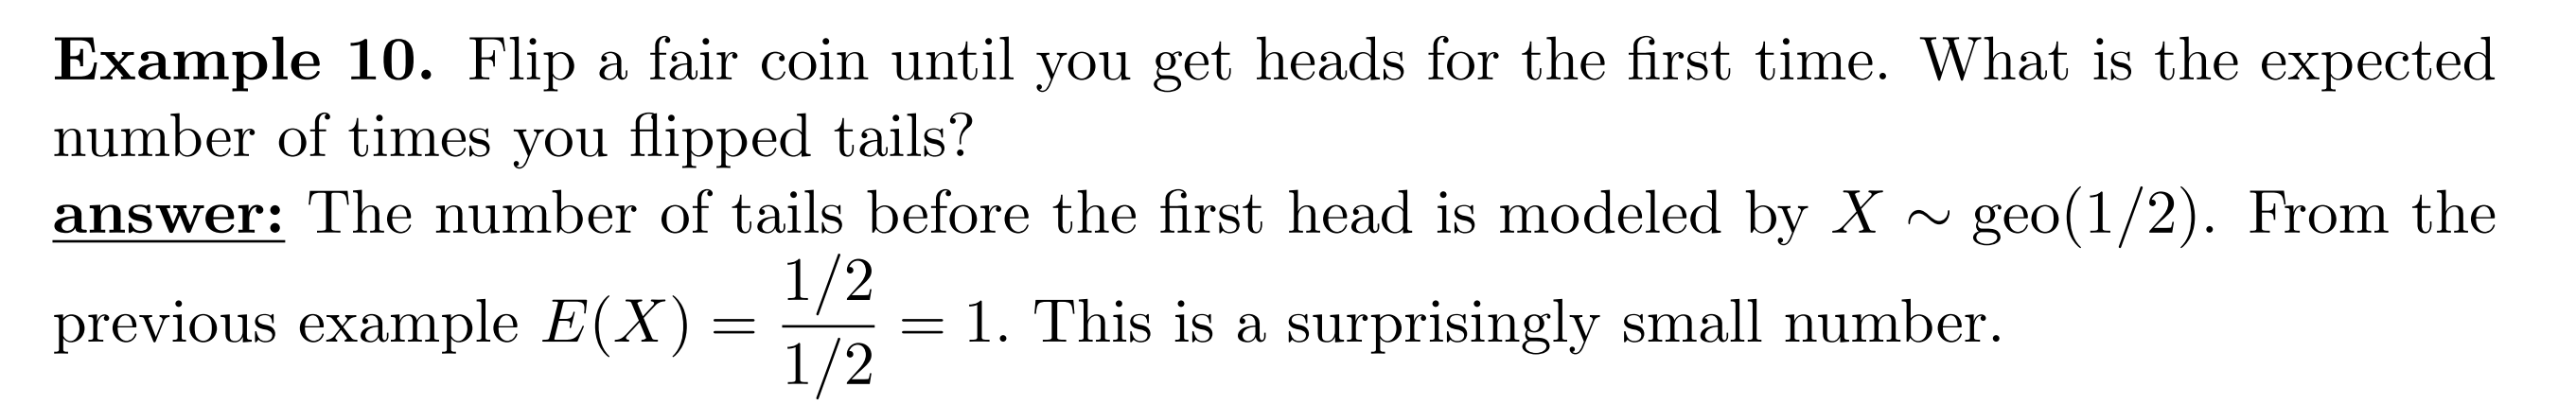 Example 10. Flip a fair coin until you get heads for the first time. What is the expected
number of times you flipped tails?
answer: The number of tails before the first head is modeled by X ∼ geo(1/2). From the
previous example E(X) = \frac{1/2}{1/2} = 1. This is a surprisingly small number.